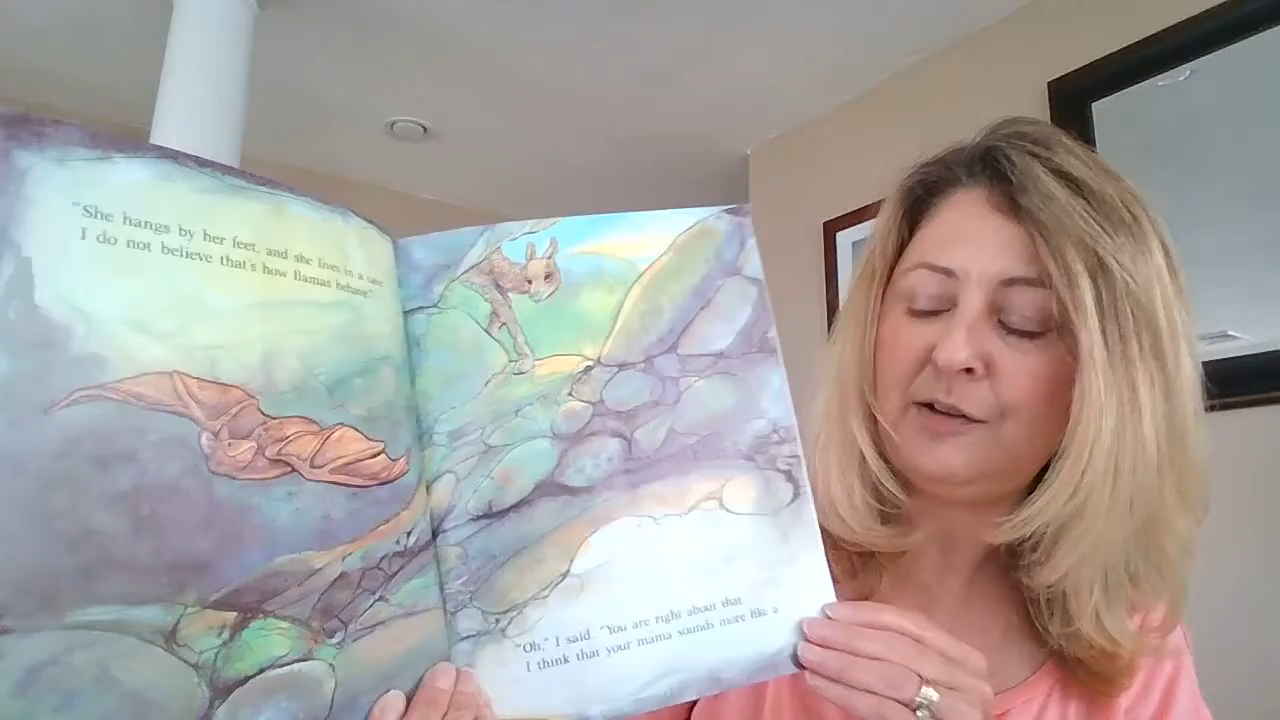 "She hangs by her feet, and she lives in a cave.
I do not believe that's how llamas behave."
"Oh," I said. "You are right about that
I think that your mama sounds more like a